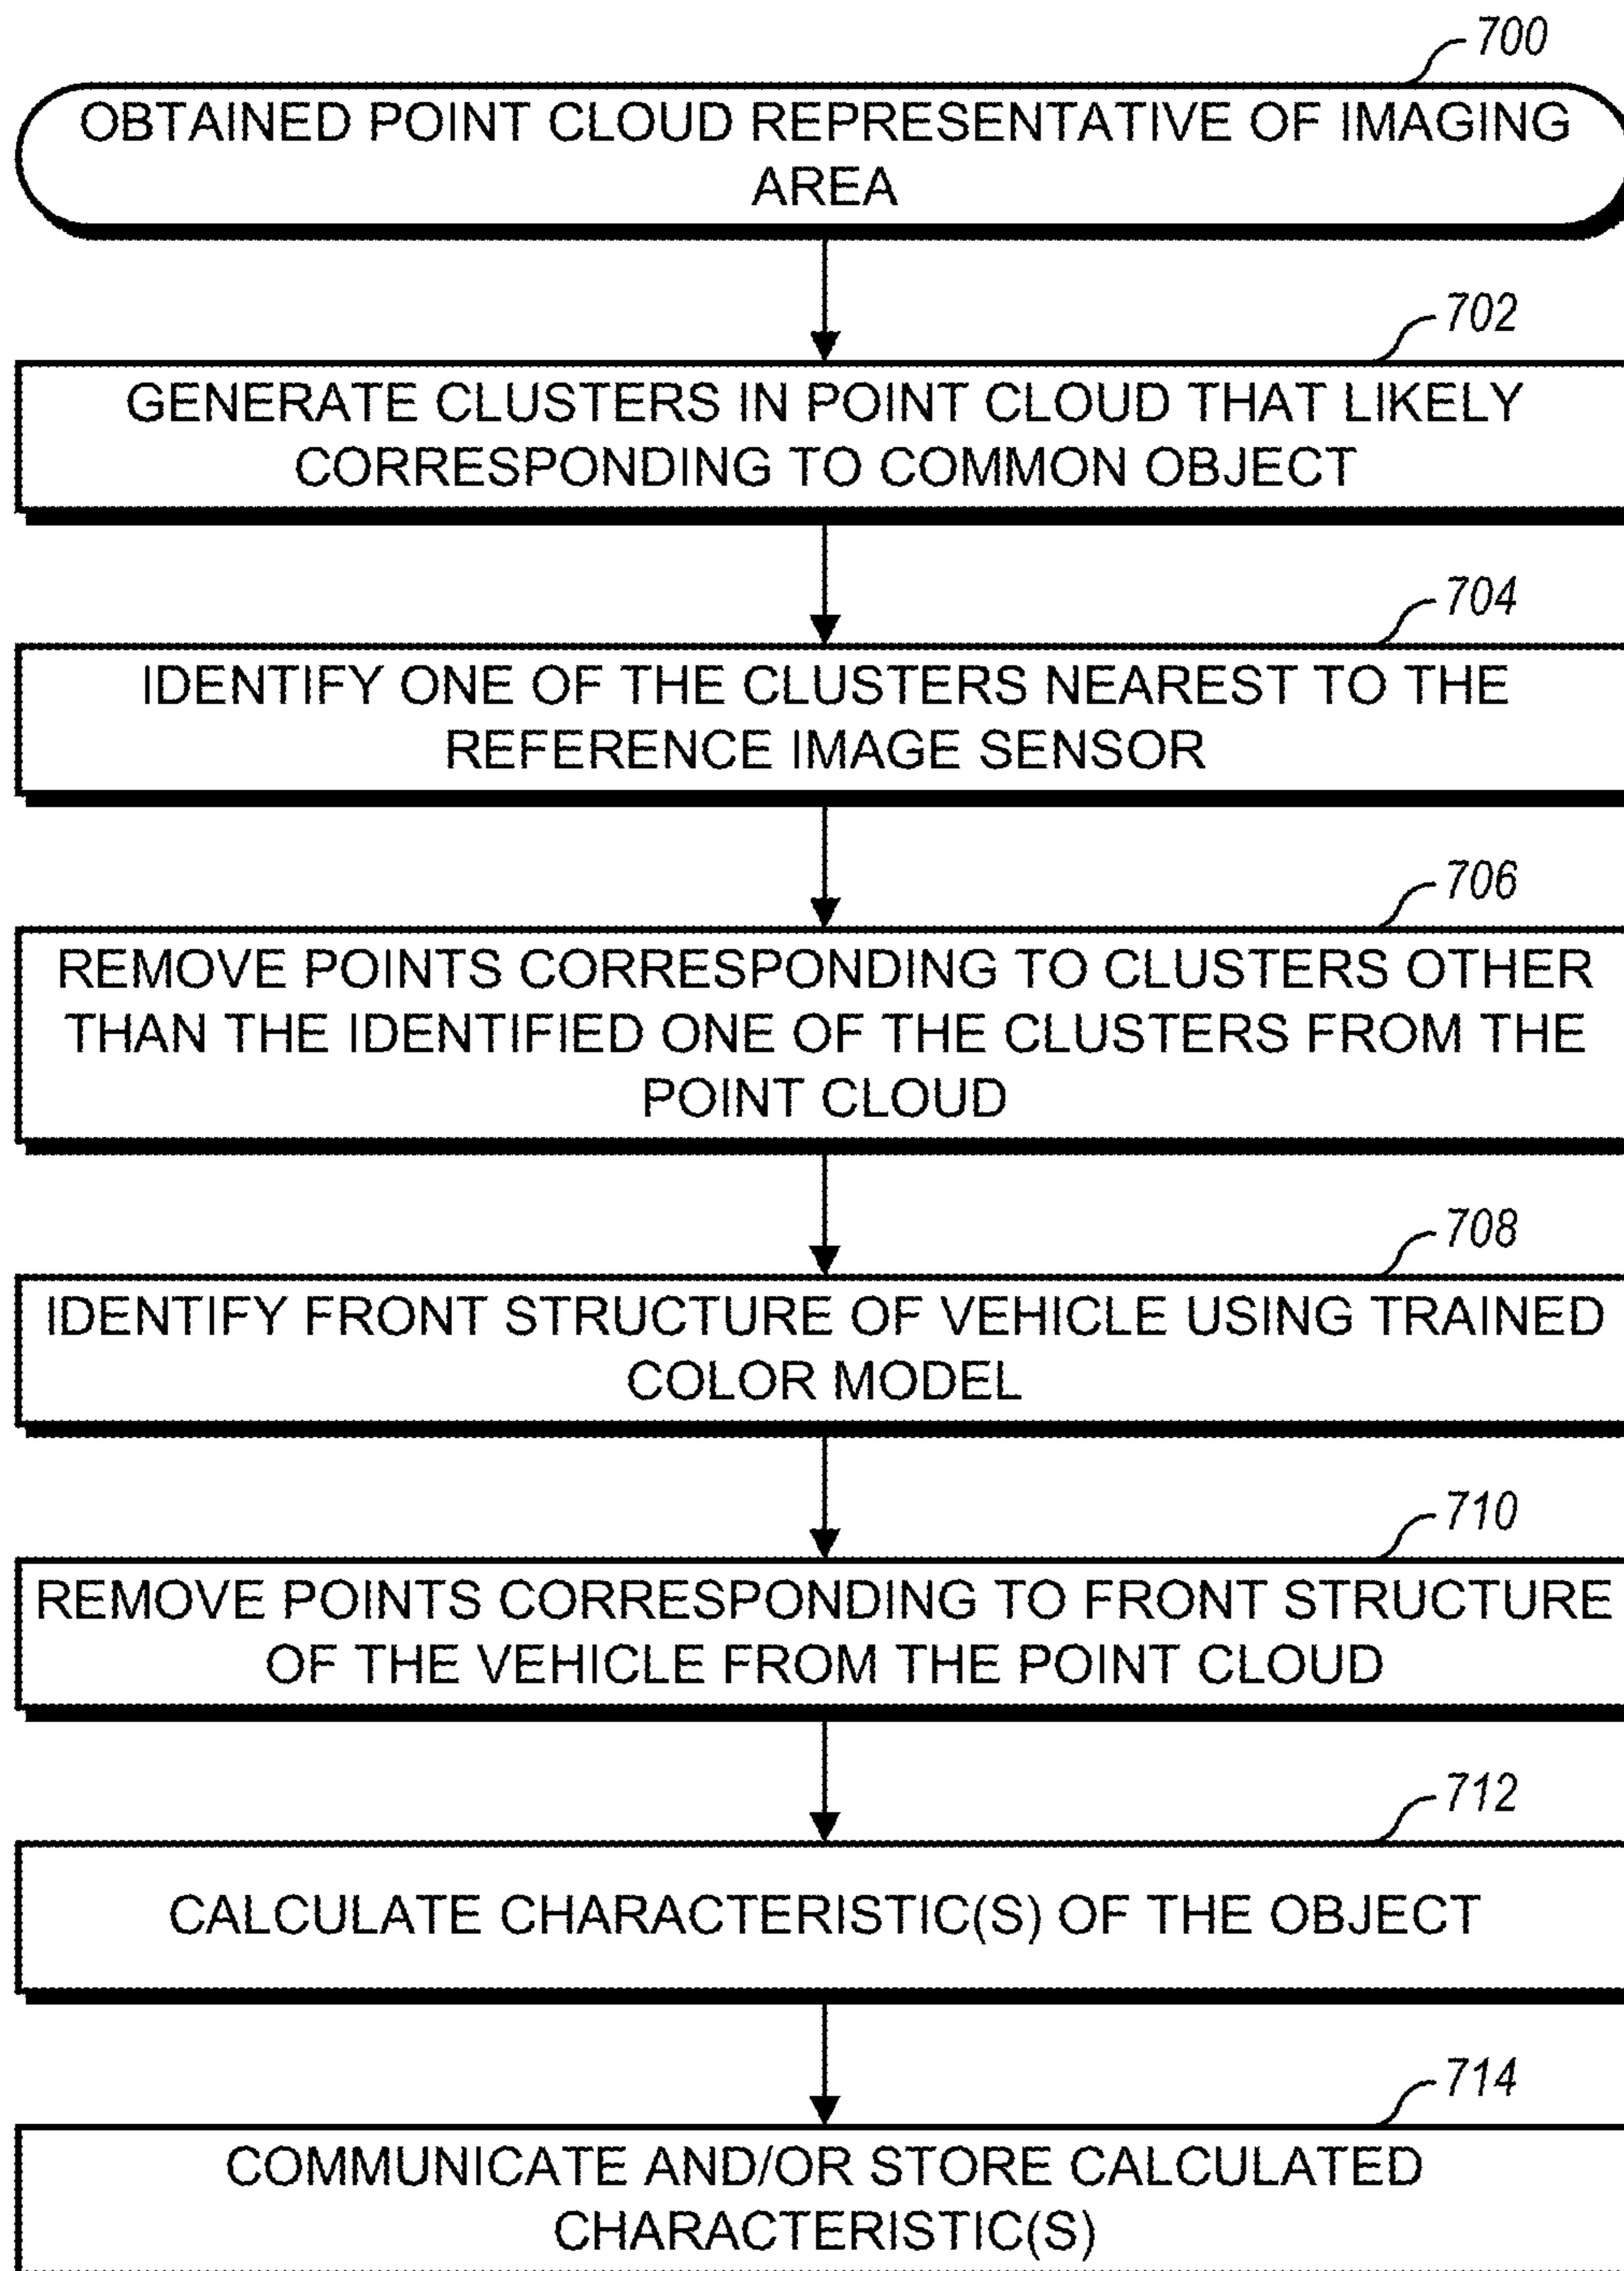 700
OBTAINED POINT CLOUD REPRESENTATIVE OF IMAGING
AREA
702
GENERATE CLUSTERS IN POINT CLOUD THAT LIKELY
CORRESPONDING TO COMMON OBJECT
704
IDENTIFY ONE OF THE CLUSTERS NEAREST TO THE
REFERENCE IMAGE SENSOR
706
REMOVE POINTS CORRESPONDING TO CLUSTERS OTHER
THAN THE IDENTIFIED ONE OF THE CLUSTERS FROM THE
POINT CLOUD
708
IDENTIFY FRONT STRUCTURE OF VEHICLE USING TRAINED
COLOR MODEL
710
REMOVE POINTS CORRESPONDING TO FRONT STRUCTURE
OF THE VEHICLE FROM THE POINT CLOUD
712
CALCULATE CHARACTERISTIC(S) OF THE OBJECT
714
COMMUNICATE AND/OR STORE CALCULATED
CHARACTERISTIC(S)